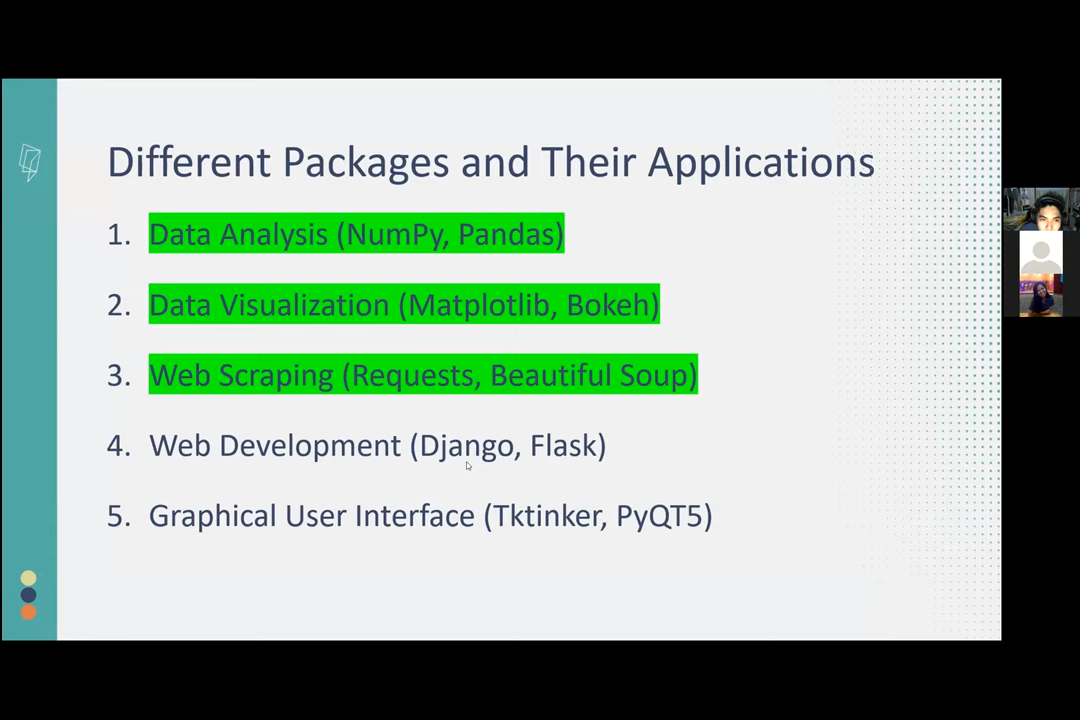 Different Packages and Their Applications
1. Data Analysis (NumPy, Pandas)
2. Data Visualization (Matplotlib, Bokeh)
3. Web Scraping (Requests, Beautiful Soup)
4. Web Development (Django, Flask)
5. Graphical User Interface (Tktinker, PyQT5)